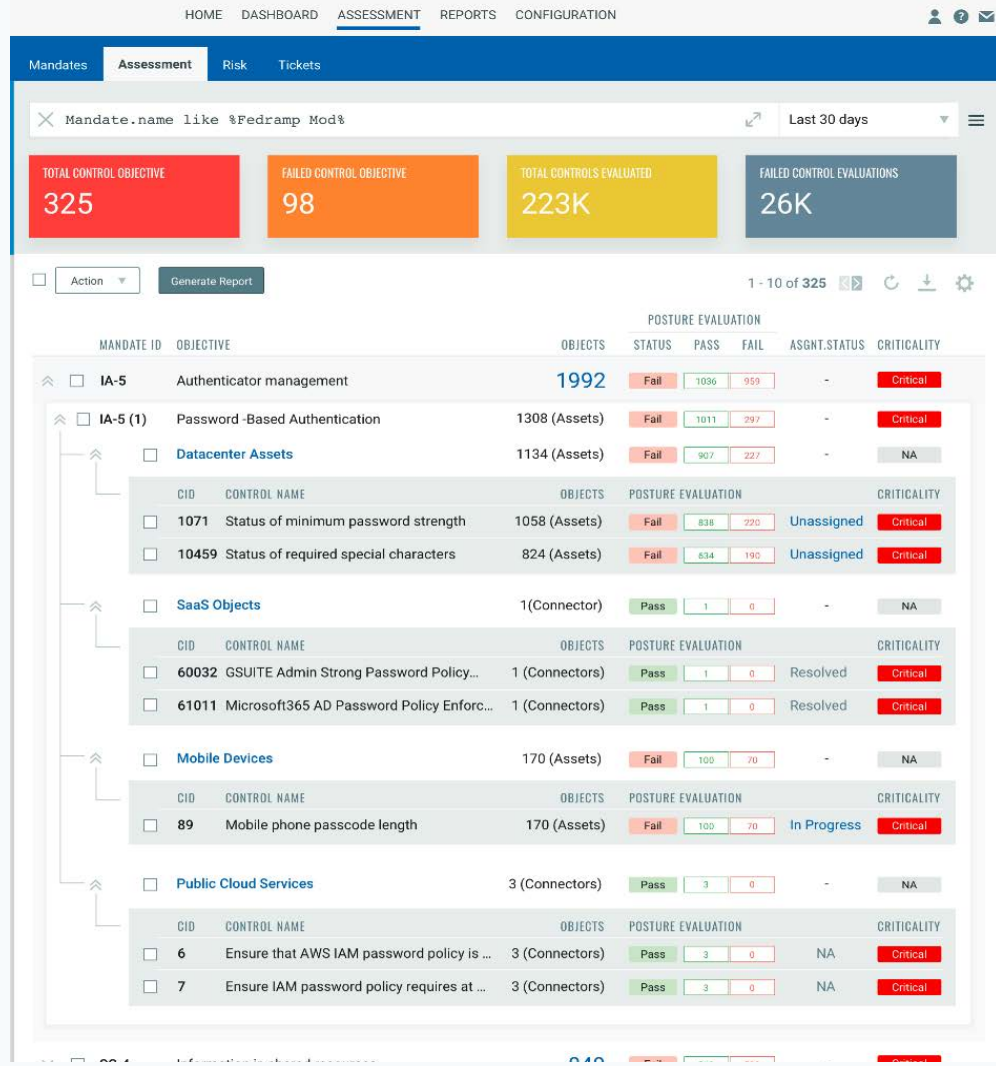 HOME DASHBOARD ASSESSMENT REPORTS CONFIGURATION
Mandates Assessment Risk Tickets
Mandate.name like %Fedramp Mod% Last 30 days
TOTAL CONTROL OBJECTIVE FAILED CONTROL OBJECTIVE TOTAL CONTROLS EVALUATED FAILED CONTROL EVALUATIONS
325 98 223K 26K
Action Generate Report 1 - 10 of 325
POSTURE EVALUATION
MANDATE ID OBJECTIVE OBJECTS STATUS PASS FAIL ASGNT.STATUS CRITICALITY
IA-5 Authenticator management 1992 Fail 1036 959 - Critical
IA-5 (1) Password -Based Authentication 1308 (Assets) Fail 1011 297 - Critical
Datacenter Assets 1134 (Assets) Fail 907 227 - NA
CID CONTROL NAME OBJECTS POSTURE EVALUATION CRITICALITY
1071 Status of minimum password strength 1058 (Assets) Fail 838 220 Unassigned Critical
10459 Status of required special characters 824 (Assets) Fail 634 190 Unassigned Critical
SaaS Objects 1(Connector) Pass 1 0 - NA
CID CONTROL NAME OBJECTS POSTURE EVALUATION CRITICALITY
60032 GSUITE Admin Strong Password Policy... 1 (Connectors) Pass 1 0 Resolved Critical
61011 Microsoft365 AD Password Policy Enforc... 1 (Connectors) Pass 1 0 Resolved Critical
Mobile Devices 170 (Assets) Fail 100 70 - NA
CID CONTROL NAME OBJECTS POSTURE EVALUATION CRITICALITY
89 Mobile phone passcode length 170 (Assets) Fail 100 70 In Progress Critical
Public Cloud Services 3 (Connectors) Pass 3 0 - NA
CID CONTROL NAME OBJECTS POSTURE EVALUATION CRITICALITY
6 Ensure that AWS IAM password policy is ... 3 (Connectors) Pass 3 0 NA Critical
7 Ensure IAM password policy requires at ... 3 (Connectors) Pass 3 0 NA Critical